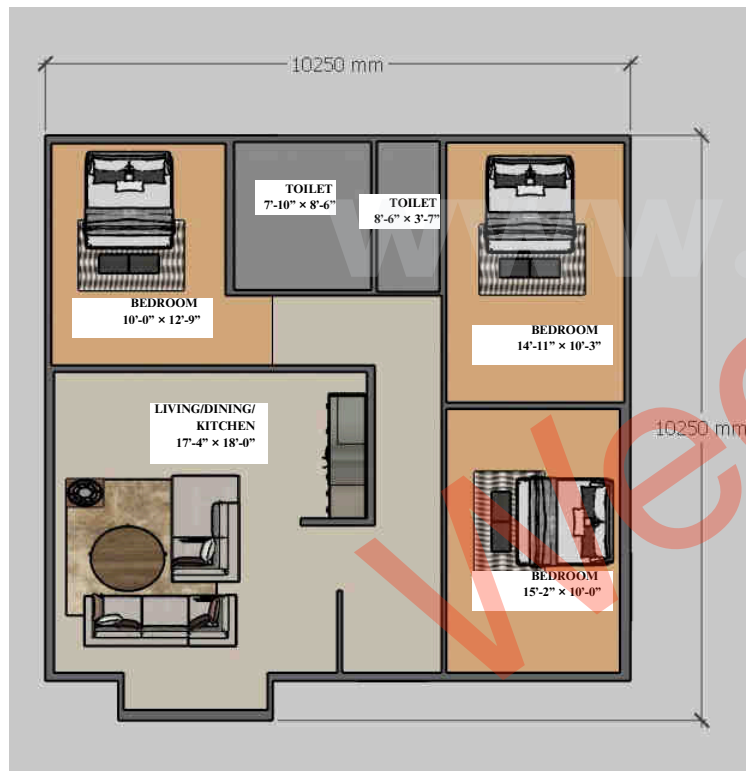 10250 mm
TOILET
7'-10” × 8'-6”
TOILET
8'-6” × 3'-7”
www.
BEDROOM
10’-0” × 12’-9”
BEDROOM
14’-11” × 10’-3”
LIVING/DINING/
KITCHEN
17’-4” × 18’-0”
10250 mm
BEDROOM
15’-2” × 10’-0”